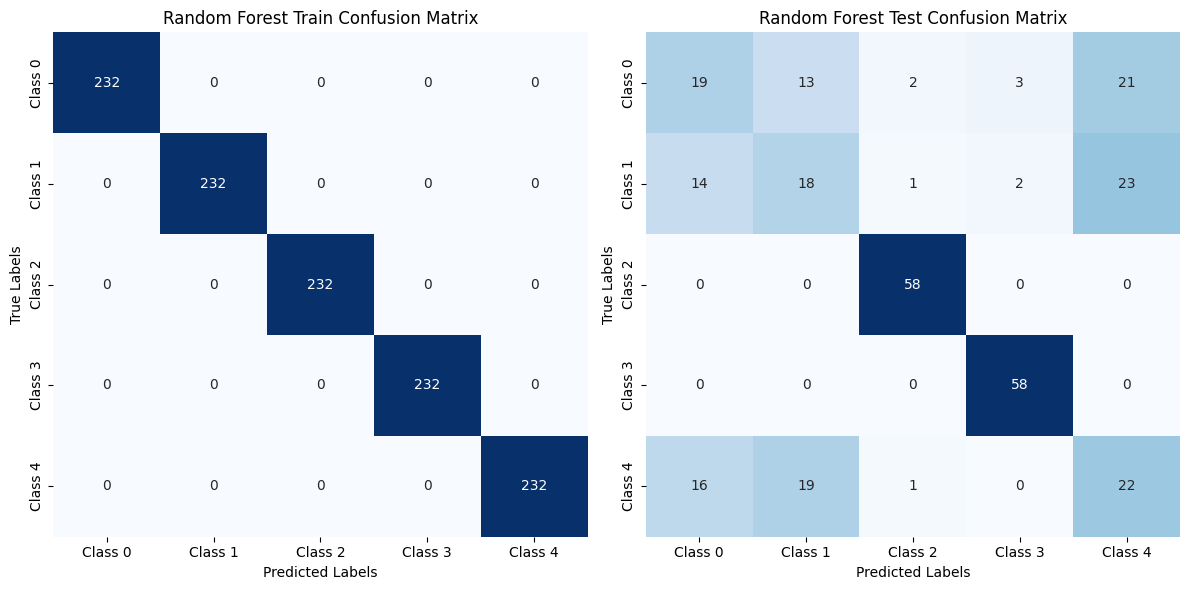 Random Forest Train Confusion Matrix
True Labels
Class 0
232 0 0 0 0
Class 1
0 232 0 0 0
Class 2
0 0 232 0 0
Class 3
0 0 0 232 0
Class 4
0 0 0 0 232
Class 0 Class 1 Class 2 Class 3 Class 4
Predicted Labels
Random Forest Test Confusion Matrix
True Labels
Class 0
19 13 2 3 21
Class 1
14 18 1 2 23
Class 2
0 0 58 0 0
Class 3
0 0 0 58 0
Class 4
16 19 1 0 22
Class 0 Class 1 Class 2 Class 3 Class 4
Predicted Labels